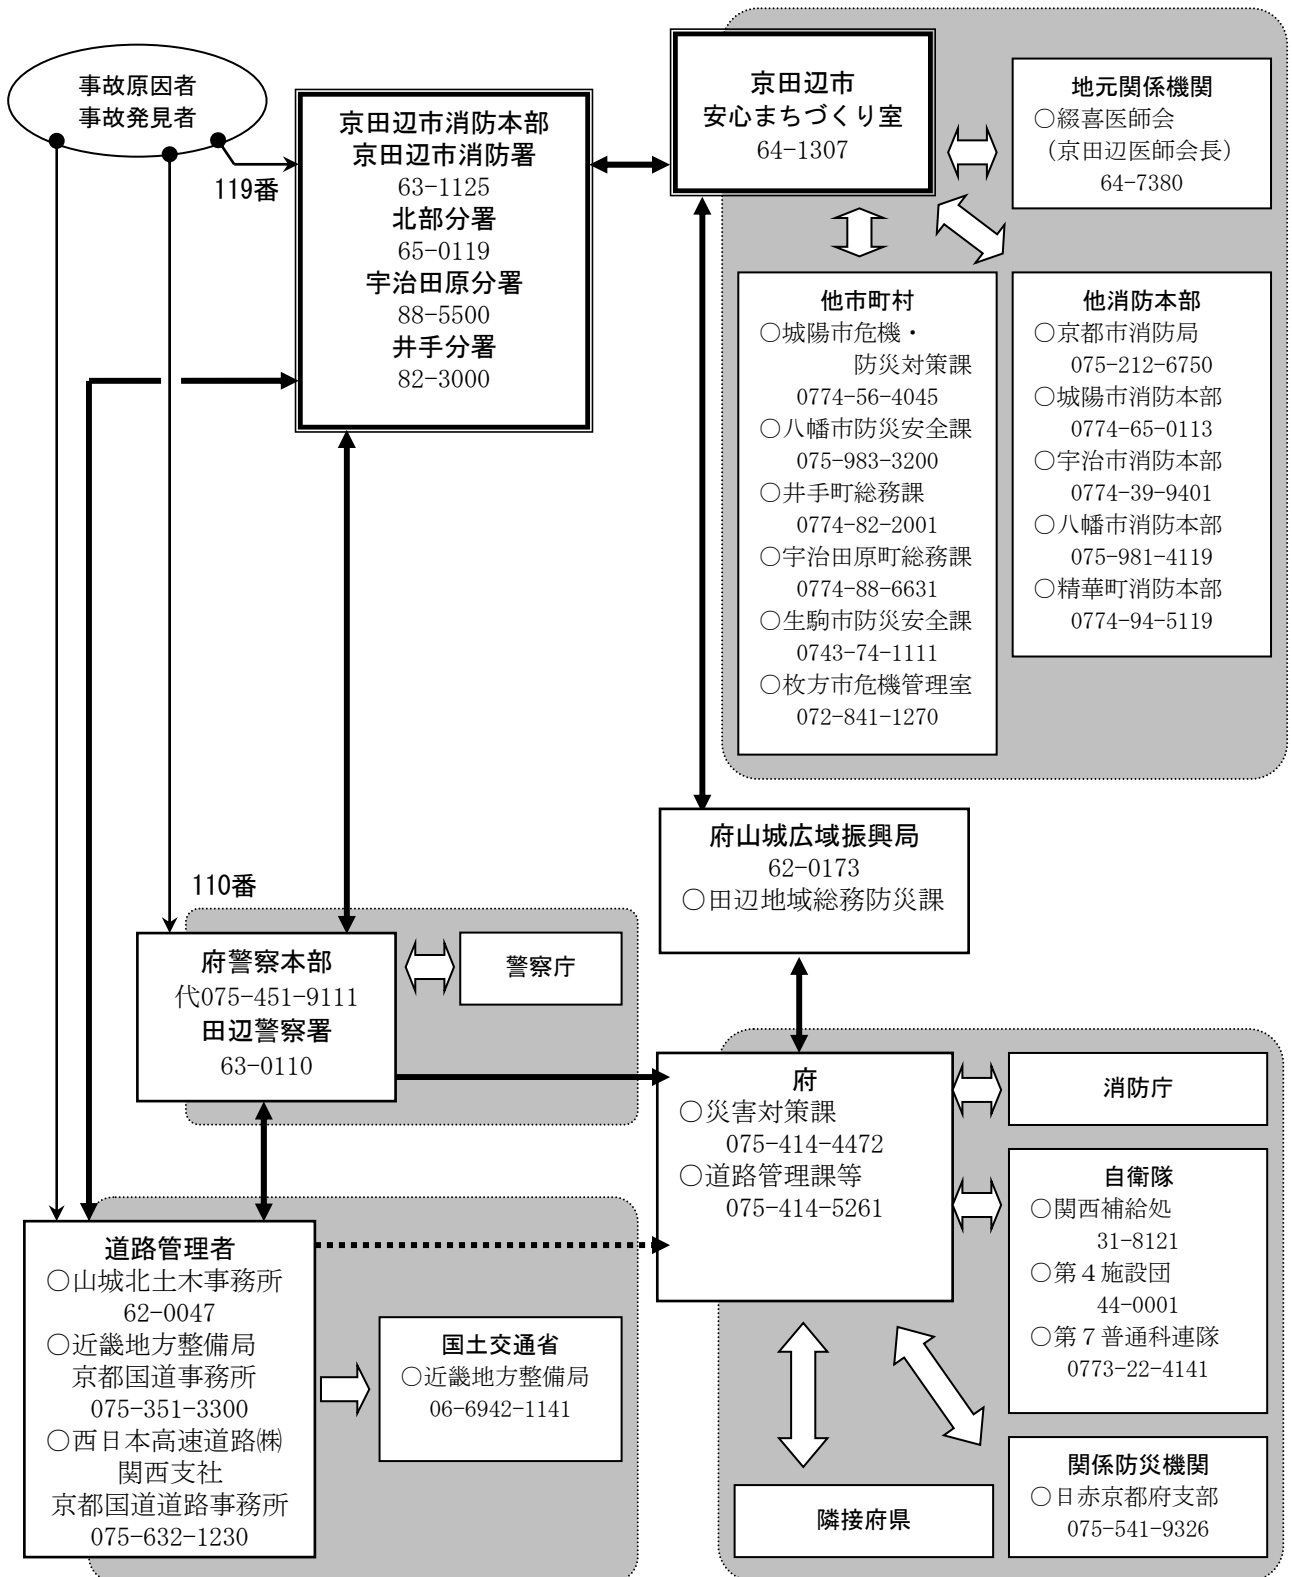 事故原因者
事故発見者
119番
京田辺市消防本部
京田辺市消防署
63-1125
北部分署
65-0119
宇治田原分署
88-5500
井手分署
82-3000
京田辺市
安心まちづくり室
64-1307
地元関係機関
○綴喜医師会
(京田辺医師会長)
64-7380
他市町村
○城陽市危機・
防災対策課
0774-56-4045
○八幡市防災安全課
075-983-3200
○井手町総務課
0774-82-2001
○宇治田原町総務課
0774-88-6631
○生駒市防災安全課
0743-74-1111
○枚方市危機管理室
072-841-1270
他消防本部
○京都市消防局
075-212-6750
○城陽市消防本部
0774-65-0113
○宇治市消防本部
0774-39-9401
○八幡市消防本部
075-981-4119
○精華町消防本部
0774-94-5119
府山城広域振興局
62-0173
○田辺地域総務防災課
110番
府警察本部
代075-451-9111
田辺警察署
63-0110
警察庁
府
○災害対策課
075-414-4472
○道路管理課等
075-414-5261
消防庁
自衛隊
○関西補給処
31-8121
○第4施設団
44-0001
○第7普通科連隊
0773-22-4141
道路管理者
○山城北土木事務所
62-0047
○近畿地方整備局
京都国道事務所
075-351-3300
○西日本高速道路㈱
関西支社
京都国道道路事務所
075-632-1230
国土交通省
○近畿地方整備局
06-6942-1141
隣接府県
関係防災機関
○日赤京都府支部
075-541-9326